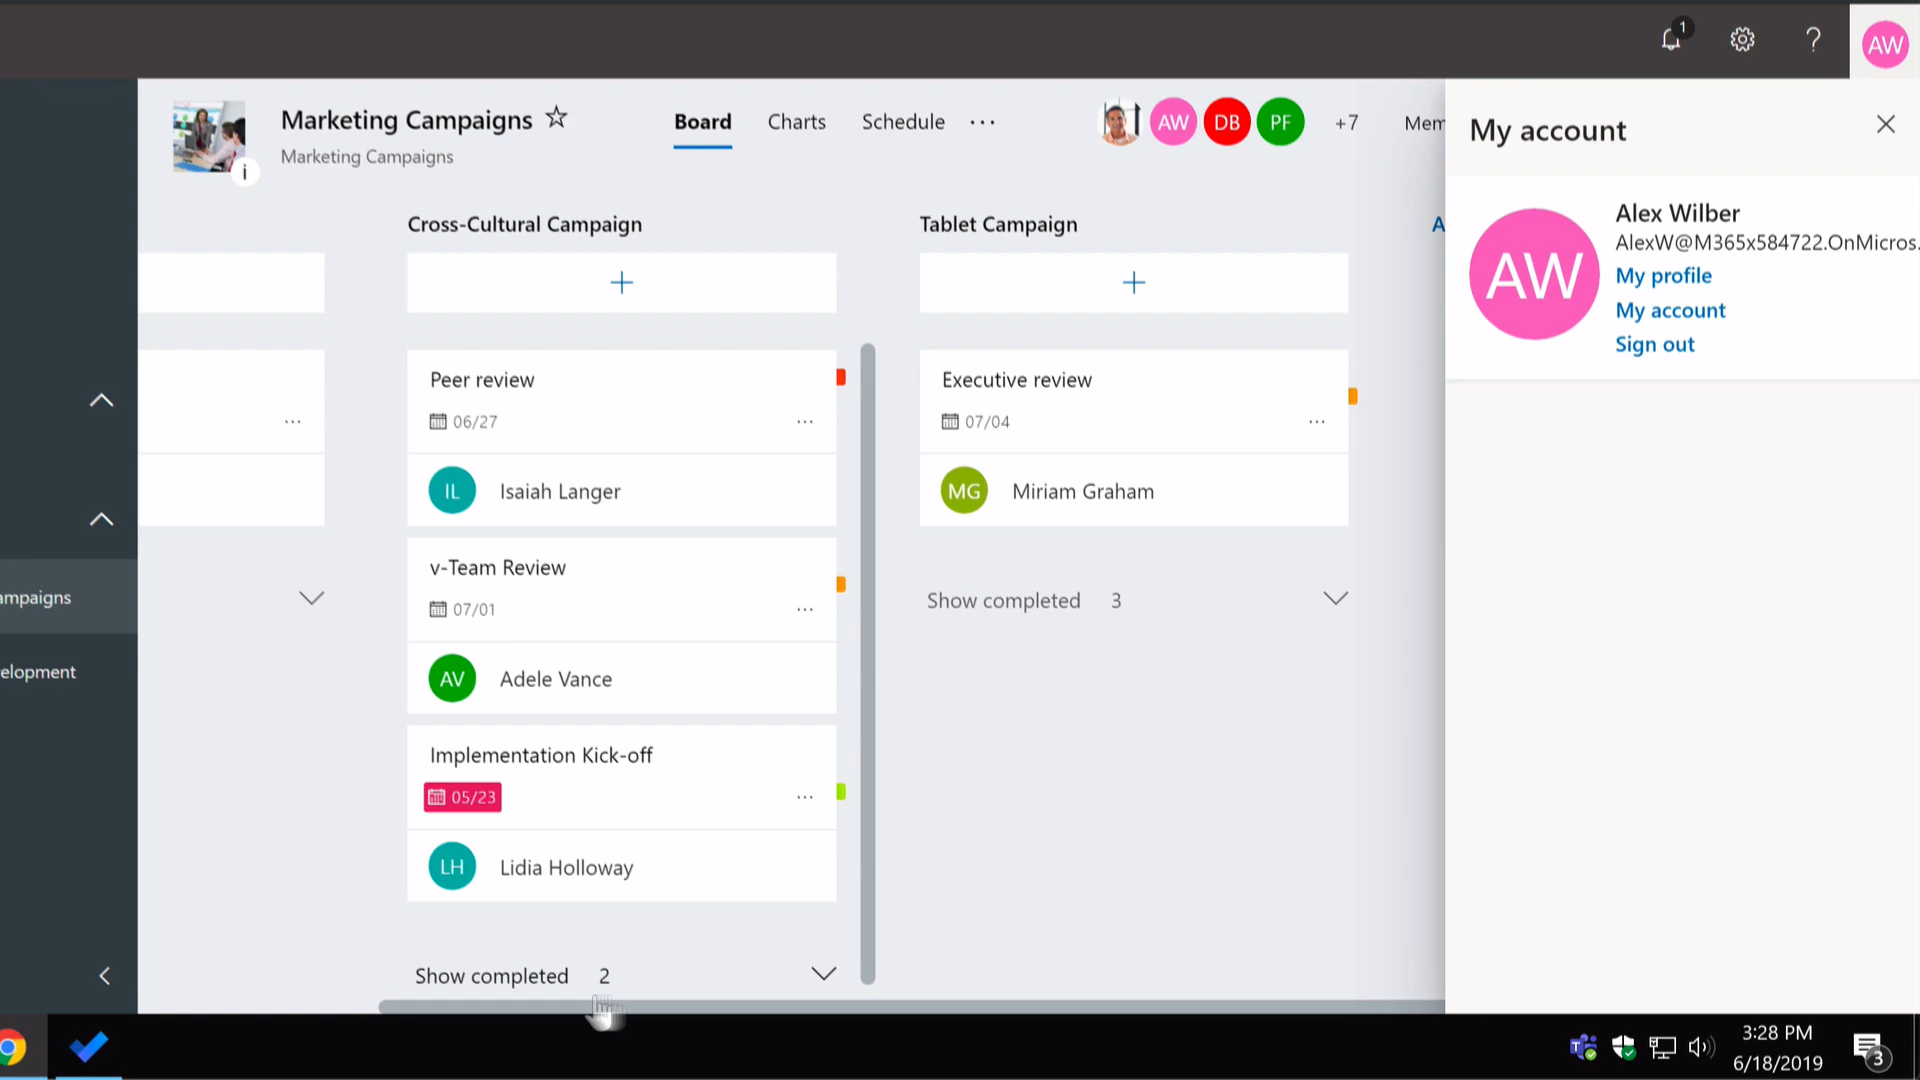 1
AW
Marketing Campaigns
Marketing Campaigns
i
Board
Charts
Schedule
AW
DB
PF
+7
Mem
My account
AW
Alex Wilber
AlexW@M365x584722.OnMicros.
My profile
My account
Sign out
ampaigns
elopment
Cross-Cultural Campaign
+
Peer review
06/27
IL
Isaiah Langer
v-Team Review
07/01
AV
Adele Vance
Implementation Kick-off
05/23
LH
Lidia Holloway
Show completed 2
Tablet Campaign
+
Executive review
07/04
MG
Miriam Graham
Show completed 3
A
3:28 PM
6/18/2019
3